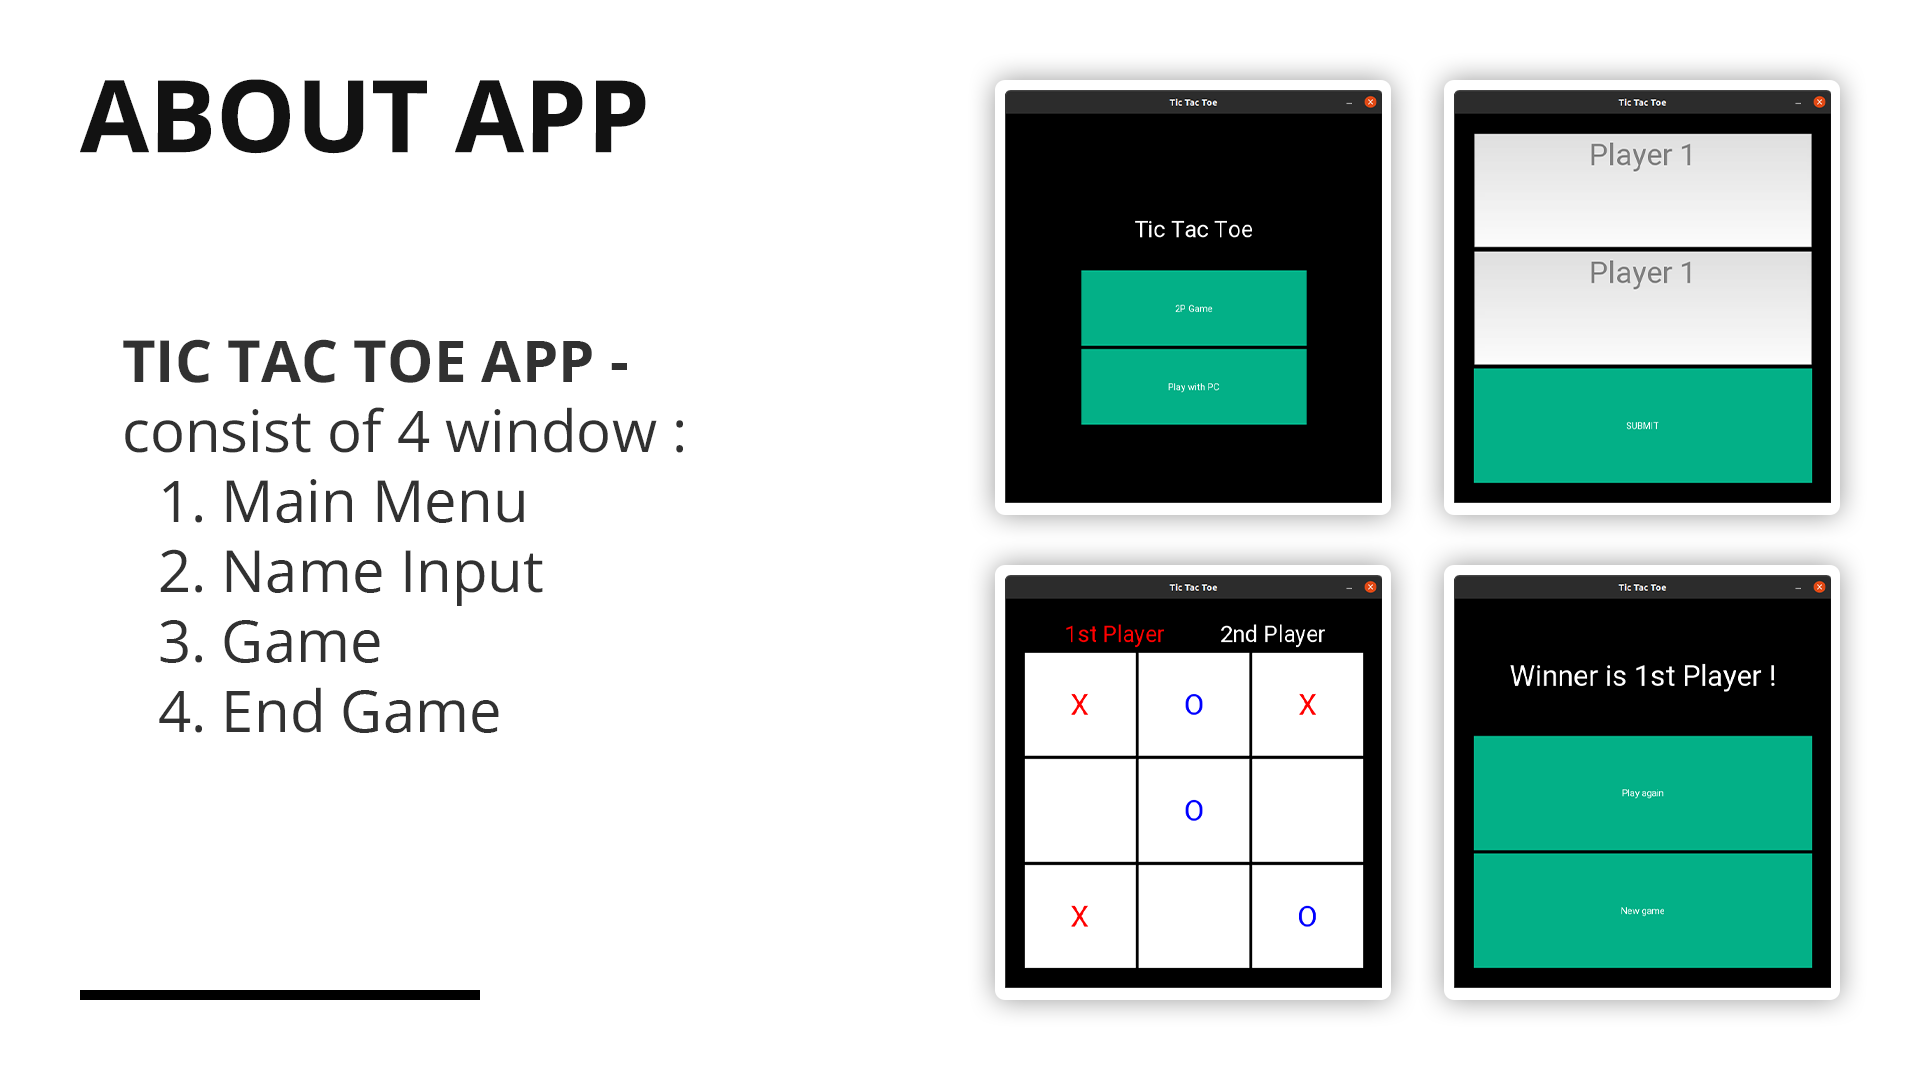 ABOUT APP
TIC TAC TOE APP -
consist of 4 window :
1. Main Menu
2. Name Input
3. Game
4. End Game
Tic Tac Toe
Tic Tac Toe
2P Game
Play with PC
Tic Tac Toe
Player 1
Player 1
SUBMIT
Tic Tac Toe
1st Player 2nd Player
X O X
O
X O
Tic Tac Toe
Winner is 1st Player !
Play again
New game